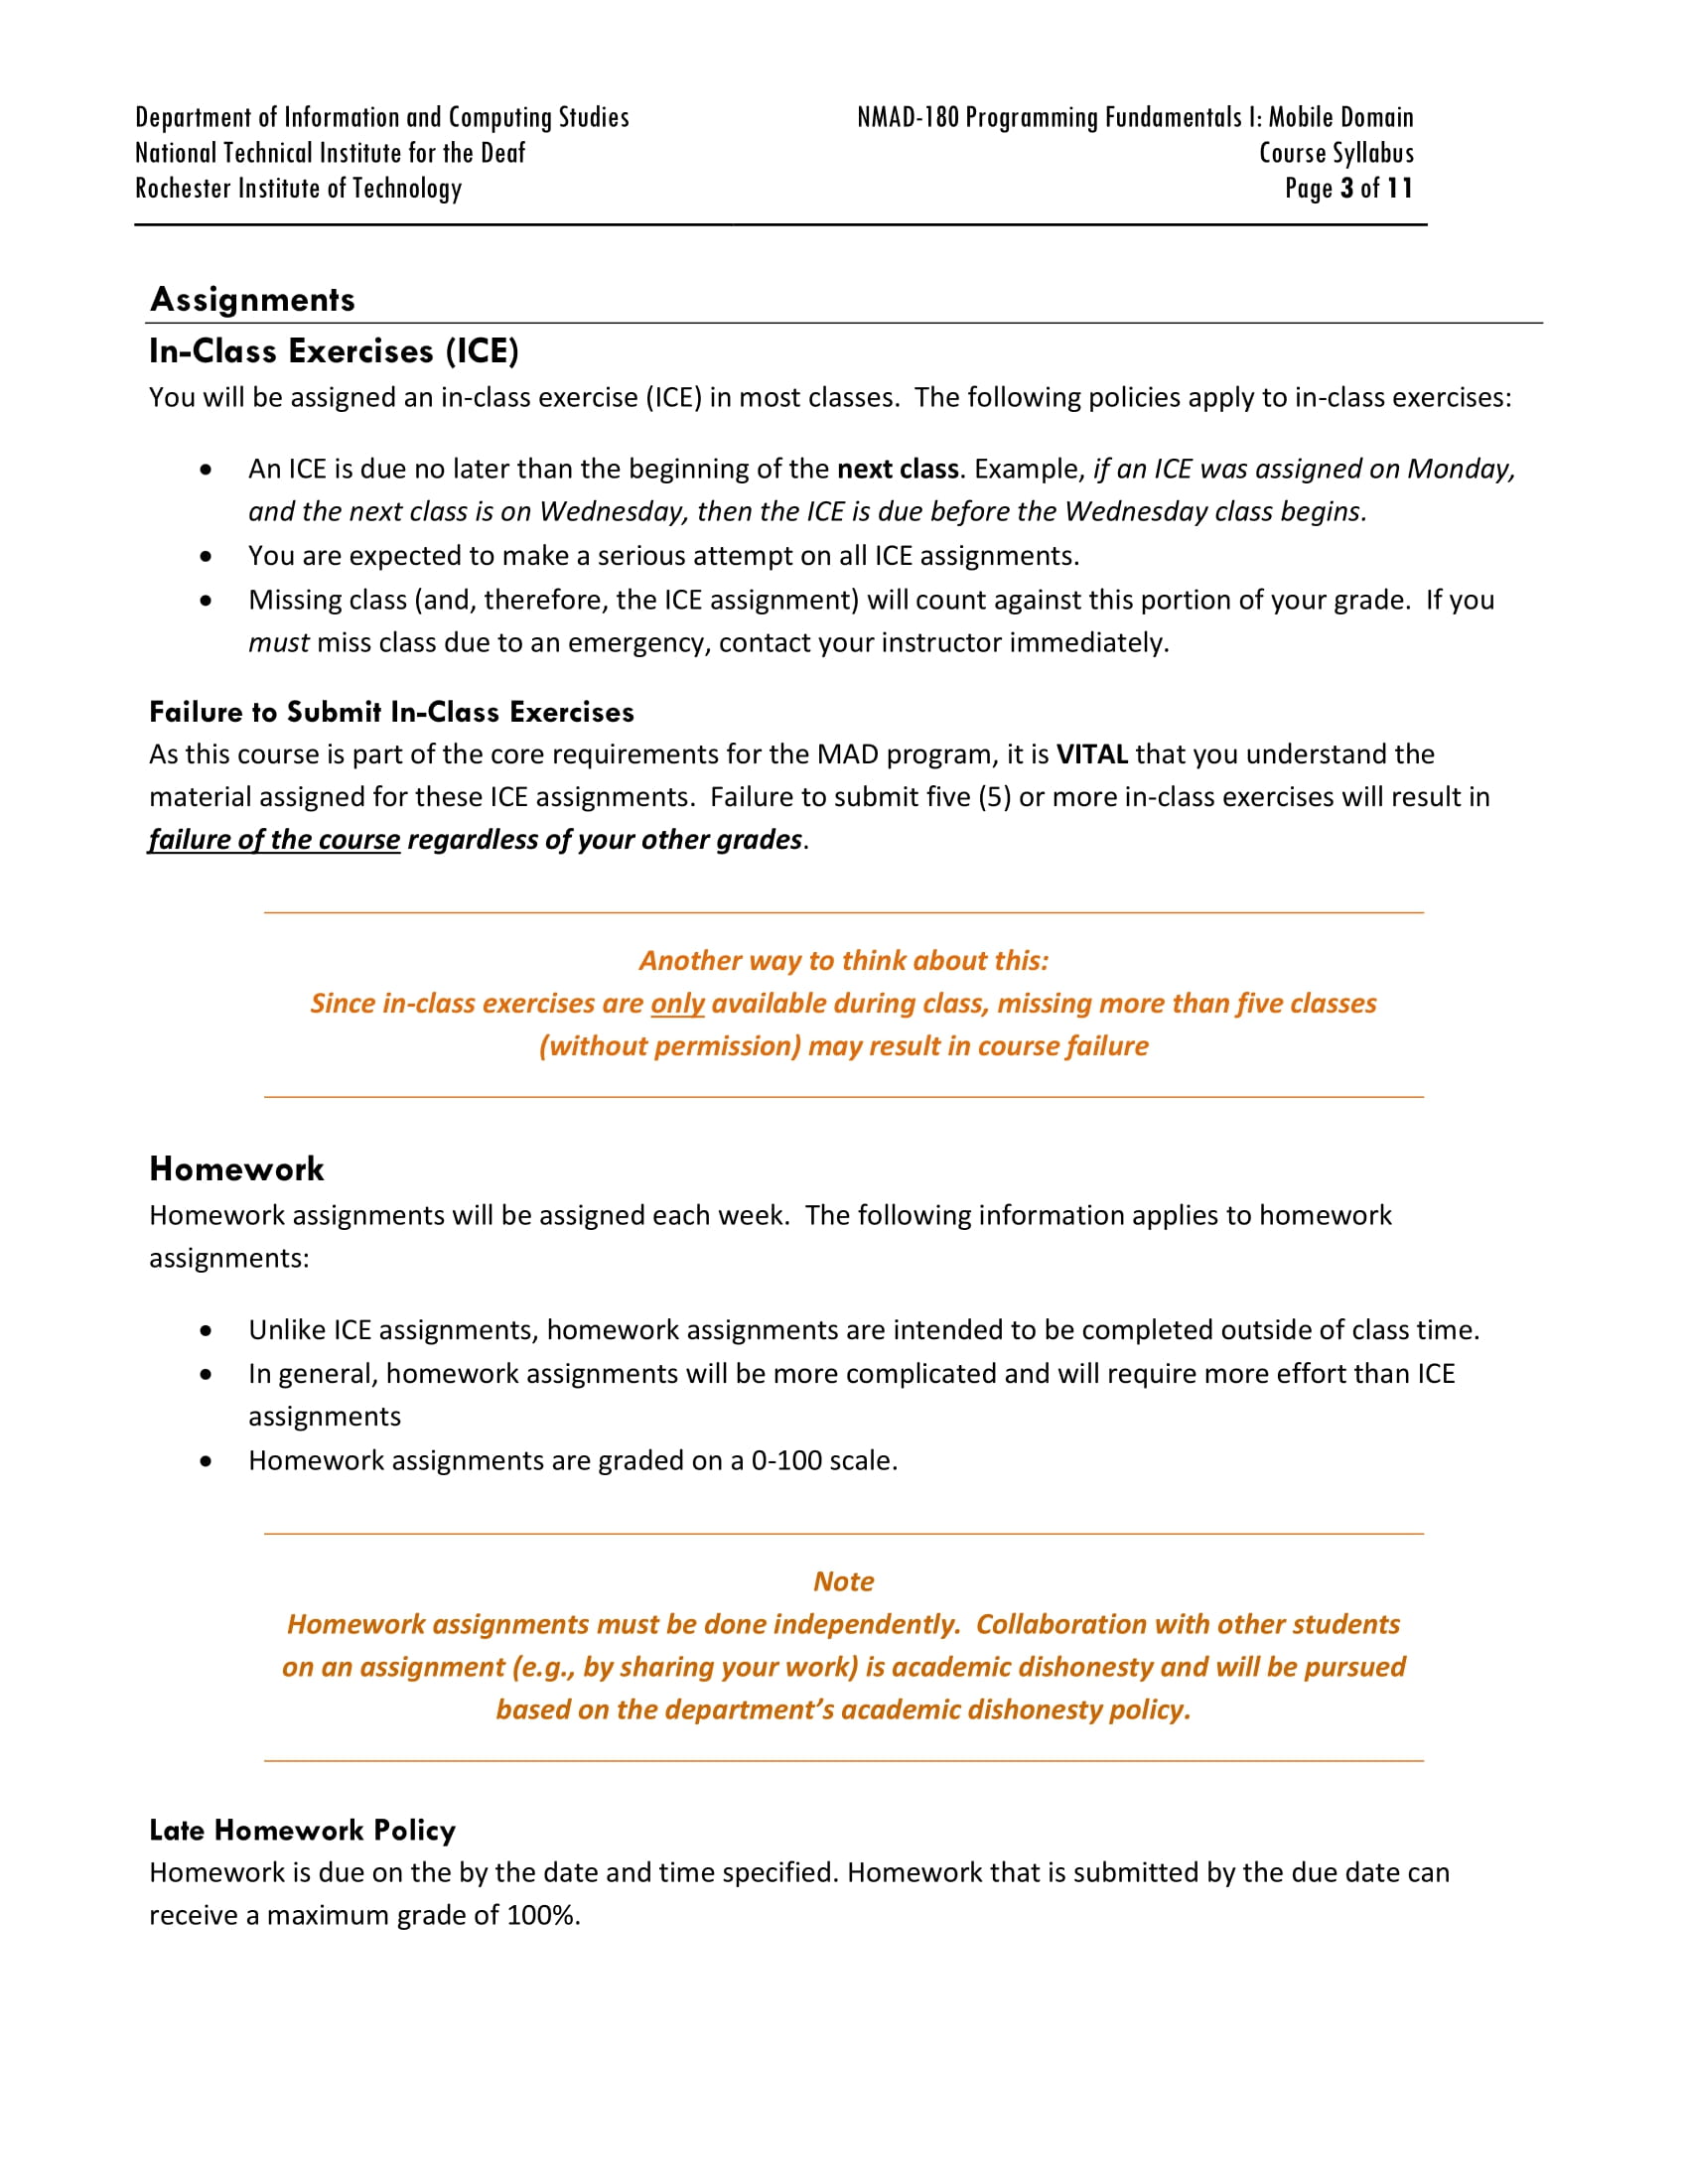 Department of Information and Computing Studies
National Technical Institute for the Deaf
Rochester Institute of Technology
NMAD-180 Programming Fundamentals I: Mobile Domain
Course Syllabus
Page 3 of 11
Assignments
In-Class Exercises (ICE)
You will be assigned an in-class exercise (ICE) in most classes.  The following policies apply to in-class exercises:
• An ICE is due no later than the beginning of the next class. Example, if an ICE was assigned on Monday,
and the next class is on Wednesday, then the ICE is due before the Wednesday class begins.
• You are expected to make a serious attempt on all ICE assignments.
• Missing class (and, therefore, the ICE assignment) will count against this portion of your grade.  If you
must miss class due to an emergency, contact your instructor immediately.
Failure to Submit In-Class Exercises
As this course is part of the core requirements for the MAD program, it is VITAL that you understand the
material assigned for these ICE assignments.  Failure to submit five (5) or more in-class exercises will result in
failure of the course regardless of your other grades.
Another way to think about this:
Since in-class exercises are only available during class, missing more than five classes
(without permission) may result in course failure
Homework
Homework assignments will be assigned each week.  The following information applies to homework
assignments:
• Unlike ICE assignments, homework assignments are intended to be completed outside of class time.
• In general, homework assignments will be more complicated and will require more effort than ICE
assignments
• Homework assignments are graded on a 0-100 scale.
Note
Homework assignments must be done independently.  Collaboration with other students
on an assignment (e.g., by sharing your work) is academic dishonesty and will be pursued
based on the department’s academic dishonesty policy.
Late Homework Policy
Homework is due on the by the date and time specified. Homework that is submitted by the due date can
receive a maximum grade of 100%.